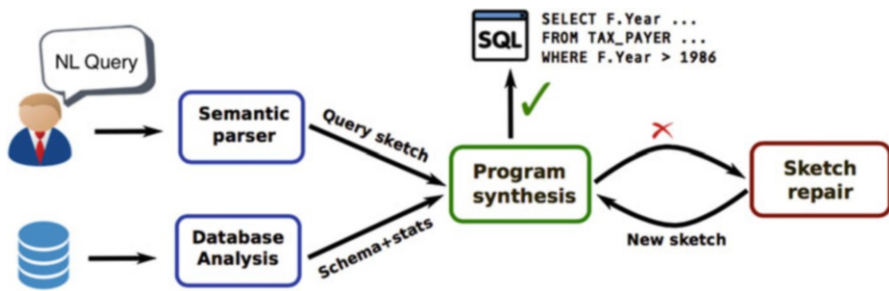 NL Query
Semantic
parser
Query sketch
Database
Analysis
Schema+stats
SQL
SELECT F.Year ...
FROM TAX_PAYER ...
WHERE F.Year > 1986
Program
synthesis
Sketch
repair
New sketch